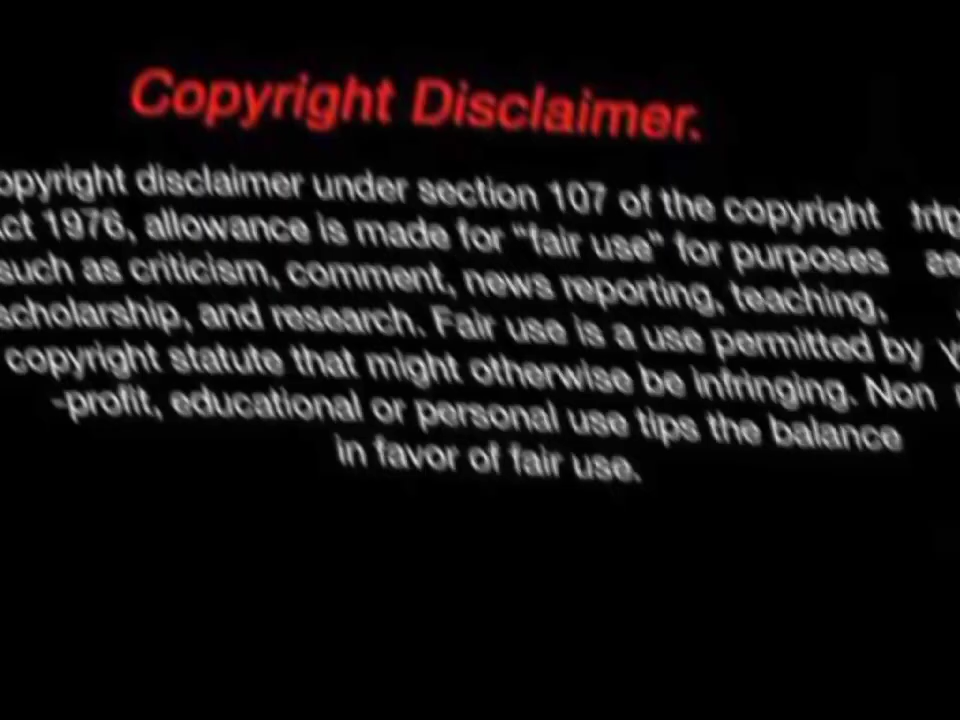 Copyright Disclaimer.
opyright disclaimer under section 107 of the copyright
ct 1976, allowance is made for "fair use" for purposes
such as criticism, comment, news reporting, teaching,
scholarship, and research. Fair use is a use permitted by
copyright statute that might otherwise be infringing. Non
-profit, educational or personal use tips the balance
in favor of fair use.